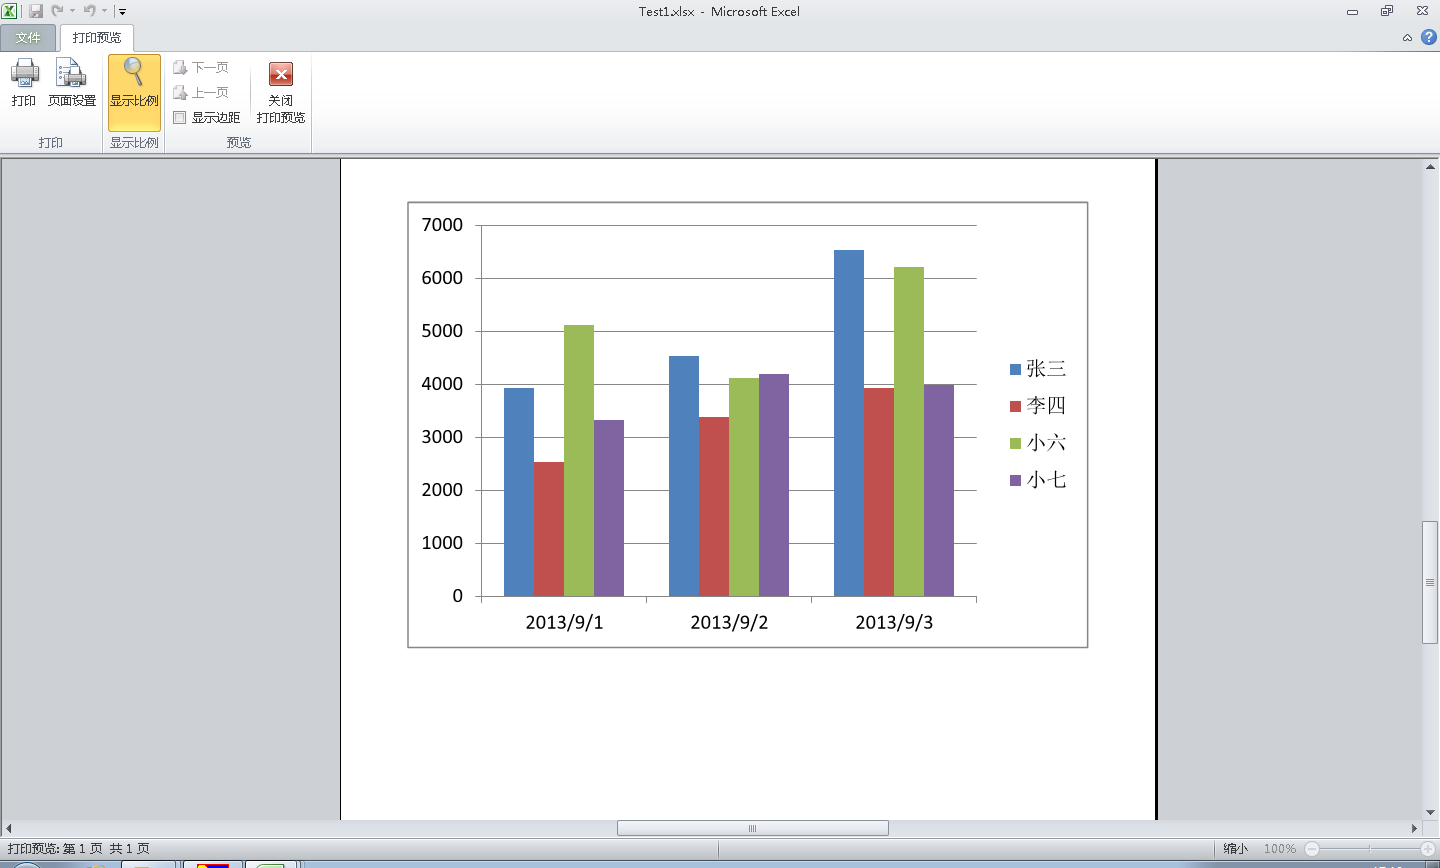 Test1.xlsx - Microsoft Excel
文件 打印预览
打印 页面设置 显示比例 下一页
上一页
显示边距
关闭
打印预览
打印 显示比例 预览
7000
6000
5000
4000
3000
2000
1000
0
2013/9/1 2013/9/2 2013/9/3
张三
李四
小六
小七
打印预览: 第 1 页 共 1 页 缩小 100%